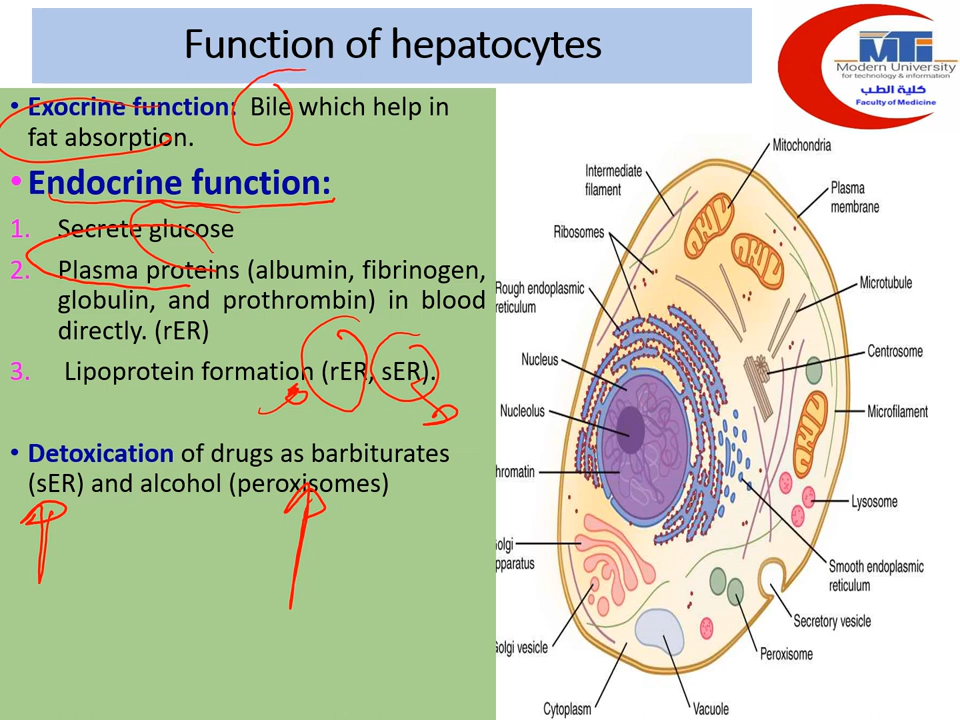 Function of hepatocytes
MTI
Modern University
for technology & information
كلية الطب
Faculty of Medicine
• Exocrine function: Bile which help in
fat absorption.
• Endocrine function:
1. Secrete glucose
2. Plasma proteins (albumin, fibrinogen,
globulin, and prothrombin) in blood
directly. (rER)
3. Lipoprotein formation (rER, sER).
• Detoxication of drugs as barbiturates
(sER) and alcohol (peroxisomes)
Mitochondria
Intermediate
filament
Plasma
membrane
Ribosomes
Rough endoplasmic
reticulum
Microtubule
Nucleus
Centrosome
Nucleolus
Microfilament
hromatin
Lysosome
Golgi
apparatus
Smooth endoplasmic
reticulum
Secretory vesicle
Golgi vesicle
Peroxisome
Cytoplasm
Vacuole